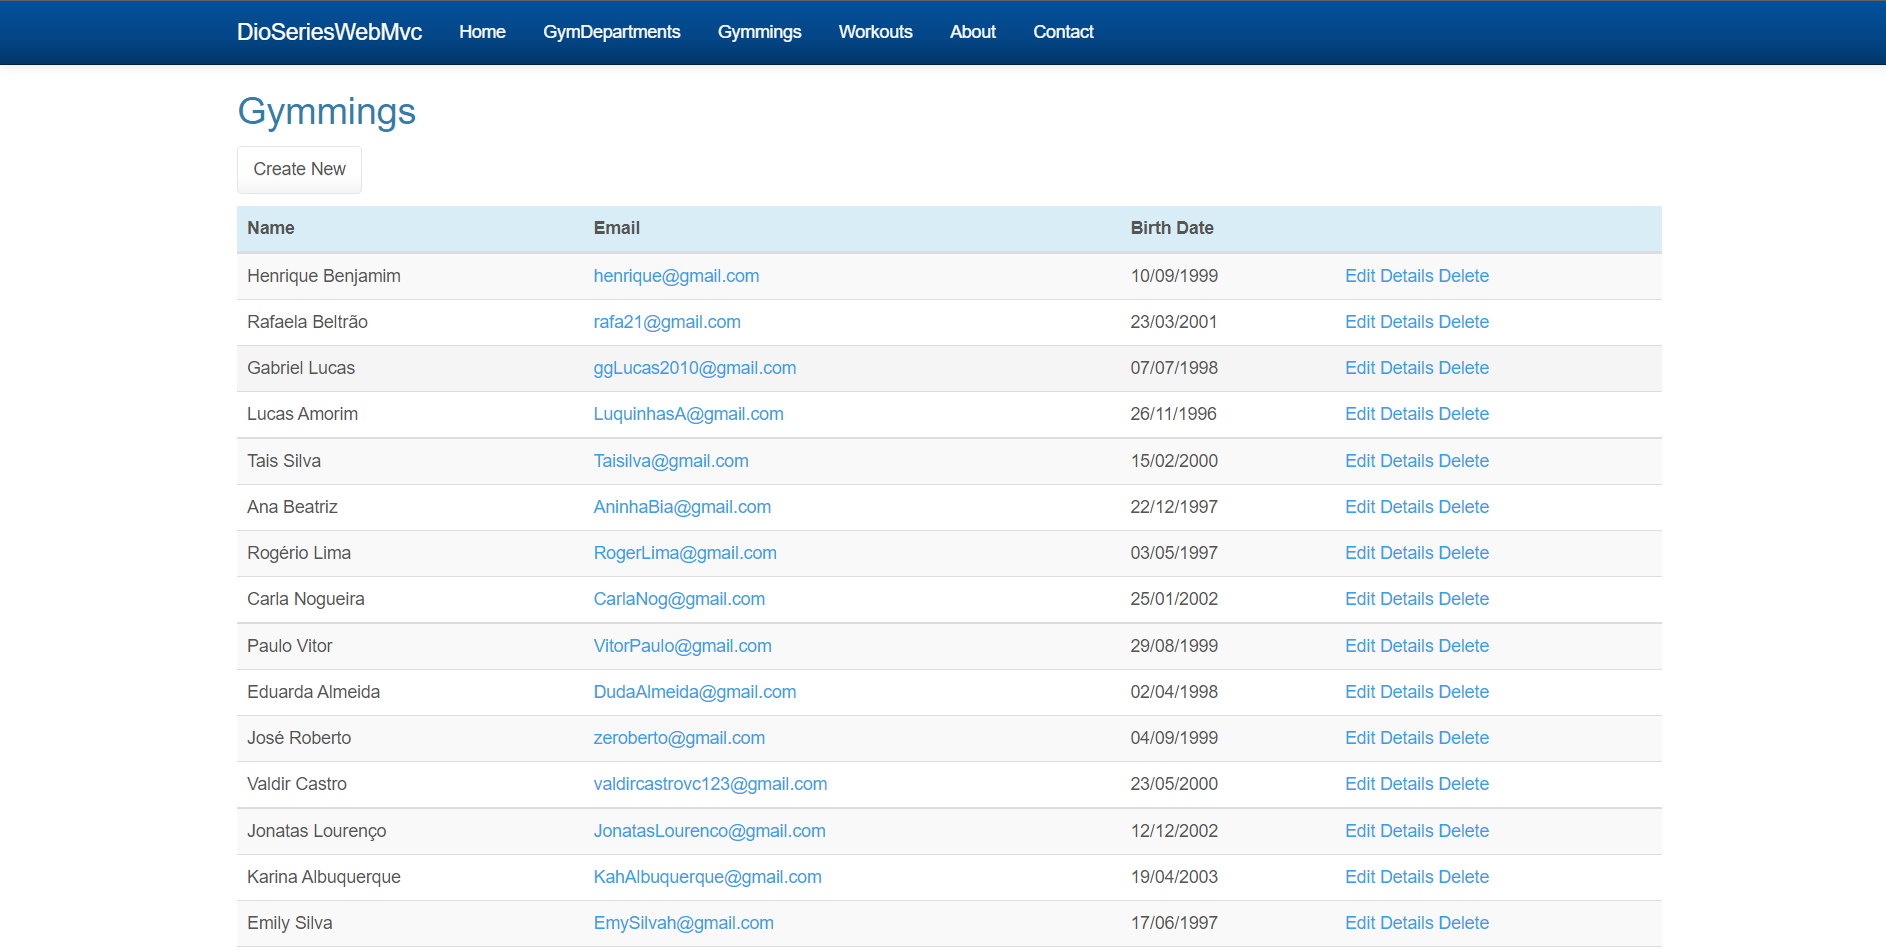 DioSeriesWebMvc Home GymDepartments Gymmings Workouts About Contact
Gymmings
Create New
Name Email Birth Date
Henrique Benjamim henrique@gmail.com 10/09/1999 Edit Details Delete
Rafaela Beltrão rafa21@gmail.com 23/03/2001 Edit Details Delete
Gabriel Lucas ggLucas2010@gmail.com 07/07/1998 Edit Details Delete
Lucas Amorim LuquinhasA@gmail.com 26/11/1996 Edit Details Delete
Tais Silva Taisilva@gmail.com 15/02/2000 Edit Details Delete
Ana Beatriz AninhaBia@gmail.com 22/12/1997 Edit Details Delete
Rogério Lima RogerLima@gmail.com 03/05/1997 Edit Details Delete
Carla Nogueira CarlaNog@gmail.com 25/01/2002 Edit Details Delete
Paulo Vitor VitorPaulo@gmail.com 29/08/1999 Edit Details Delete
Eduarda Almeida DudaAlmeida@gmail.com 02/04/1998 Edit Details Delete
José Roberto zeroberto@gmail.com 04/09/1999 Edit Details Delete
Valdir Castro valdircastrovc123@gmail.com 23/05/2000 Edit Details Delete
Jonatas Lourenço JonatasLourenco@gmail.com 12/12/2002 Edit Details Delete
Karina Albuquerque KahAlbuquerque@gmail.com 19/04/2003 Edit Details Delete
Emily Silva EmySilvah@gmail.com 17/06/1997 Edit Details Delete